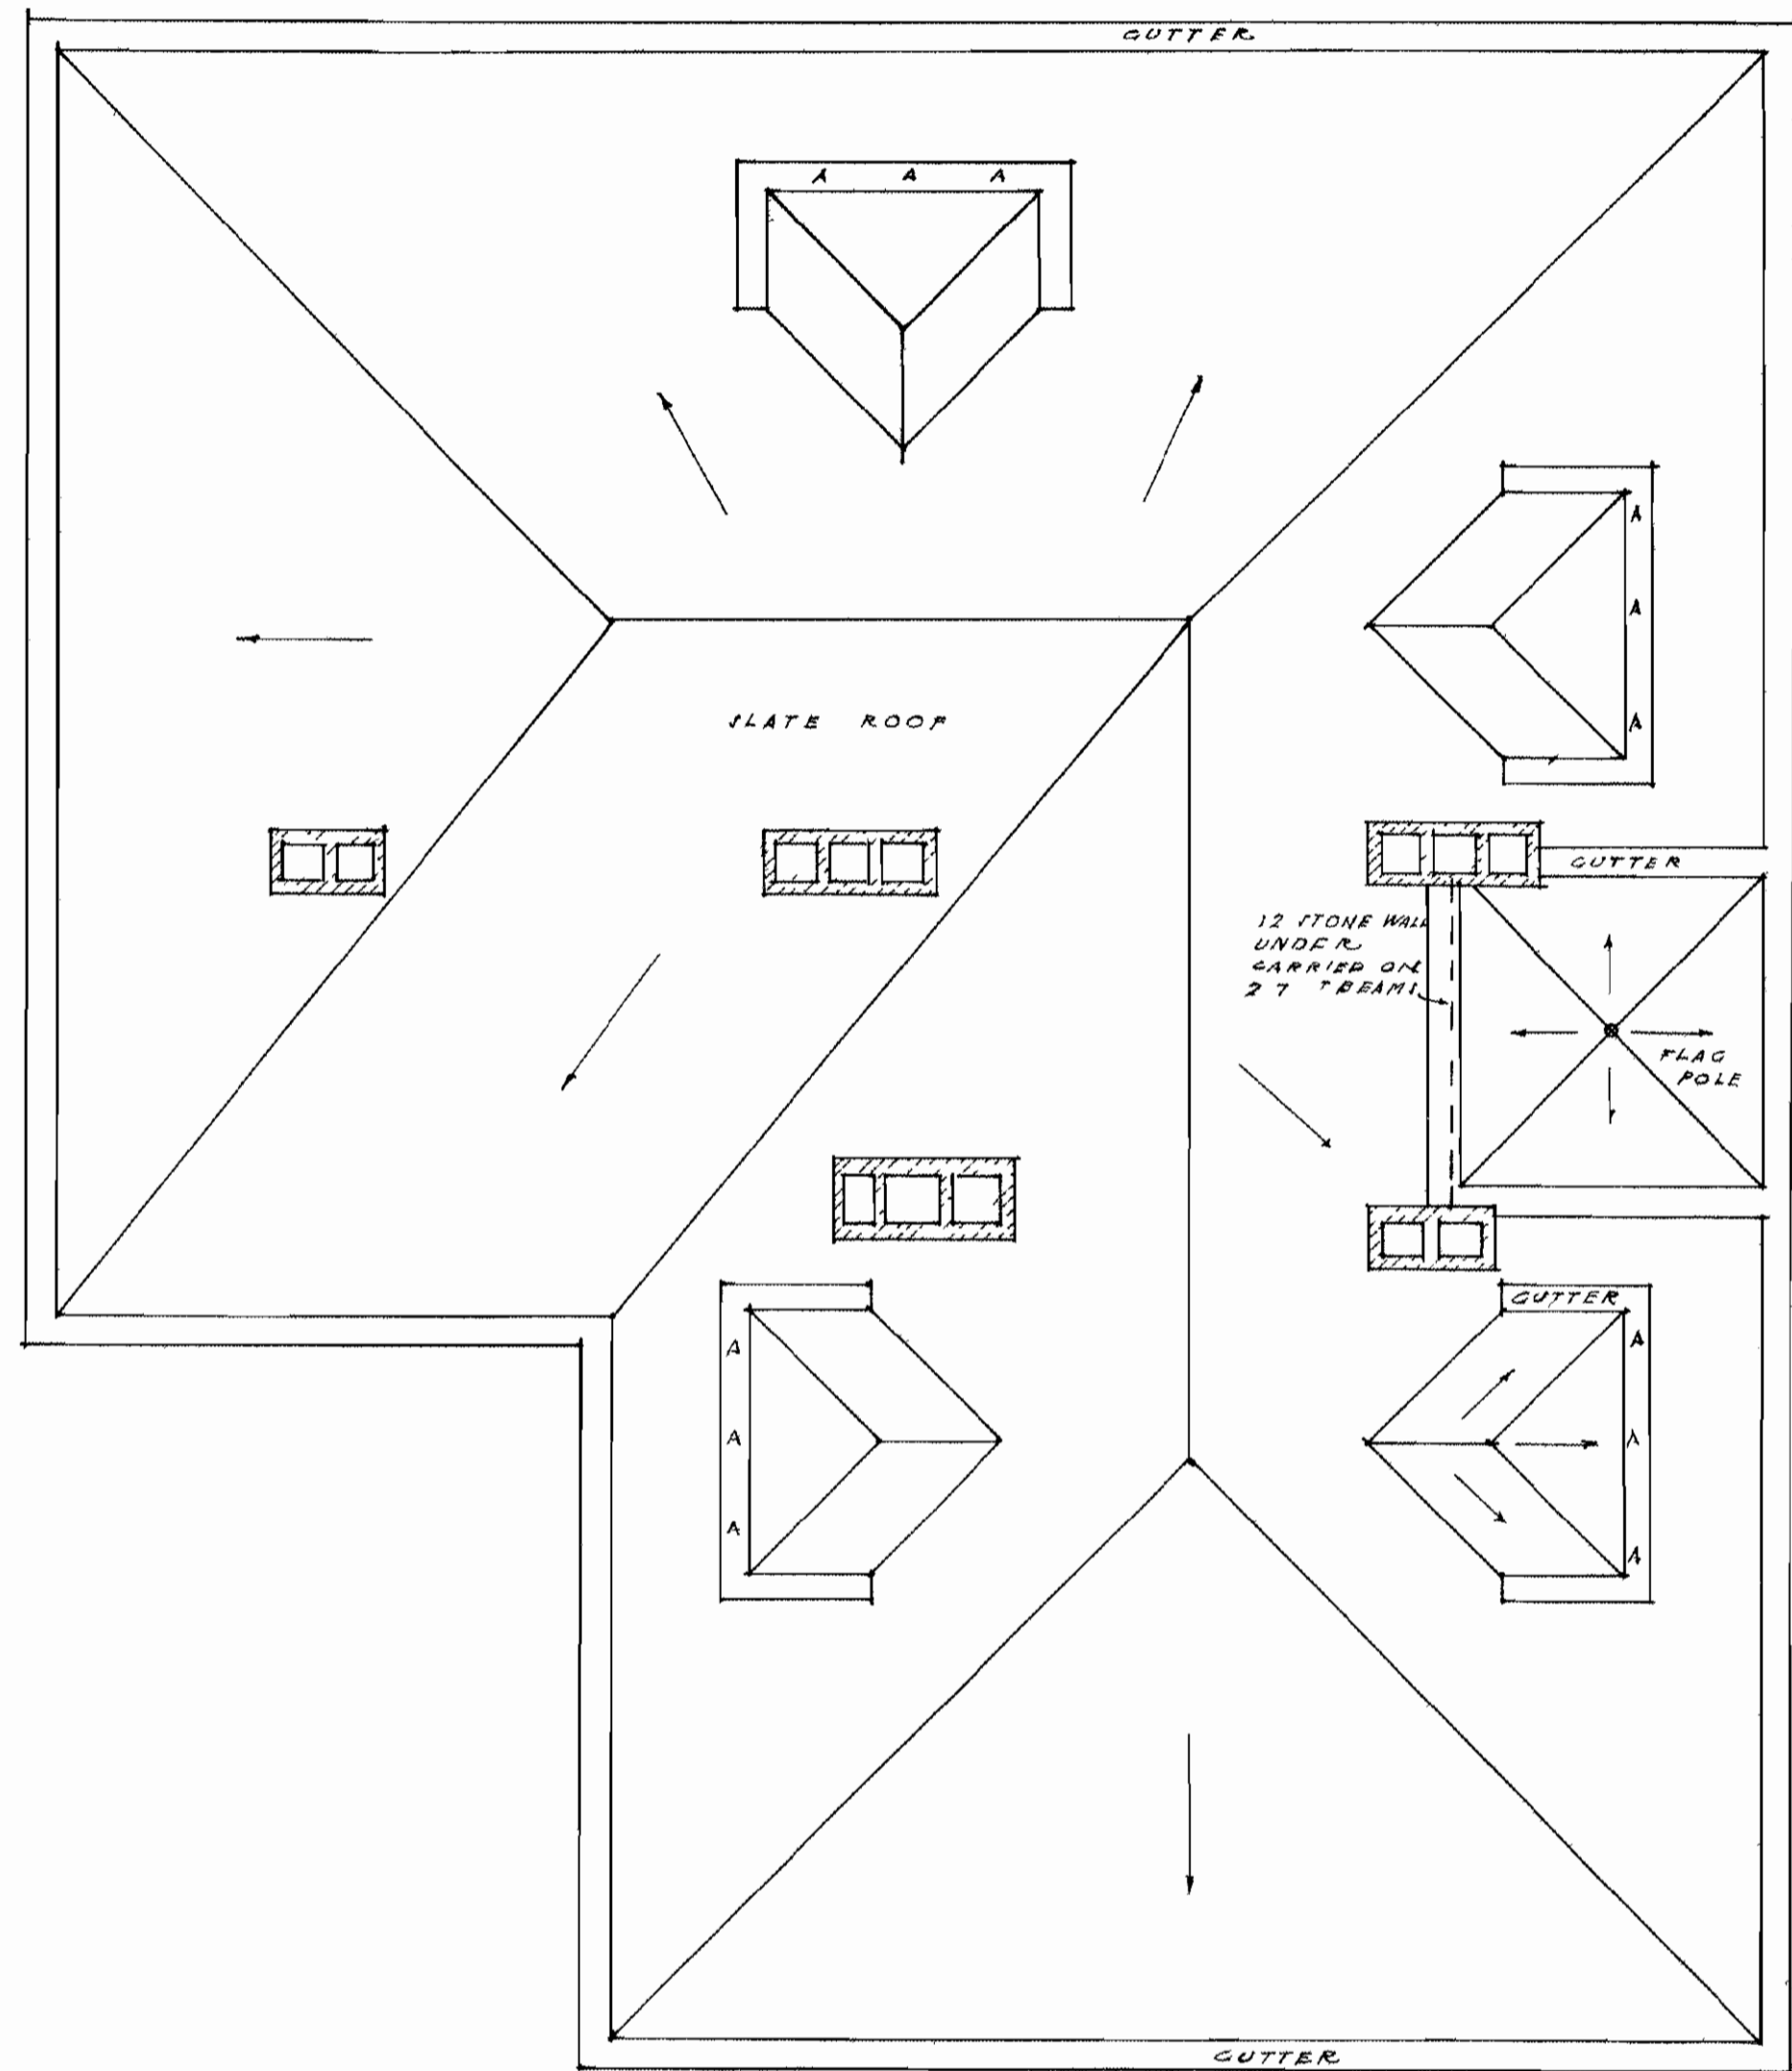 GUTTER
A A A
A
A
A
SLATE ROOF
GUTTER
12 STONE WALL
UNDER
CARRIED ON
2 7 I BEAMS
FLAG
POLE
GUTTER
A
A
A
A
A
A
GUTTER